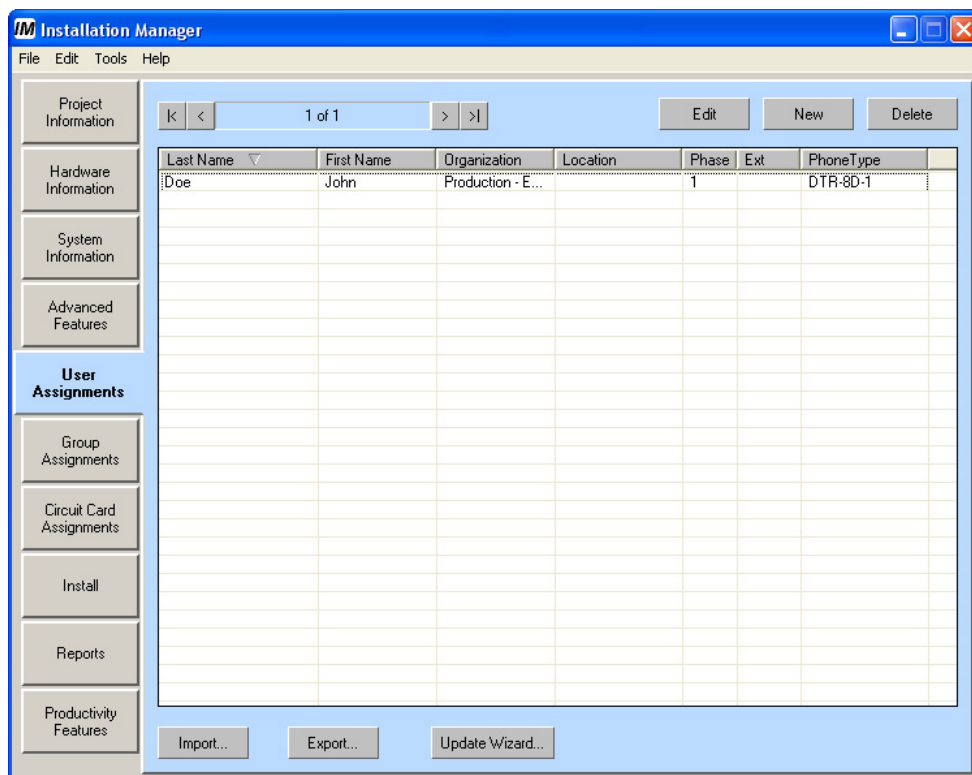 IM Installation Manager
File Edit Tools Help
Project
Information
Hardware
Information
System
Information
Advanced
Features
User
Assignments
Group
Assignments
Circuit Card
Assignments
Install
Reports
Productivity
Features
|< < 1 of 1 > >|
Edit New Delete
Last Name First Name Organization Location Phase Ext PhoneType
Doe John Production - E... 1 DTR-8D-1
Import... Export... Update Wizard...